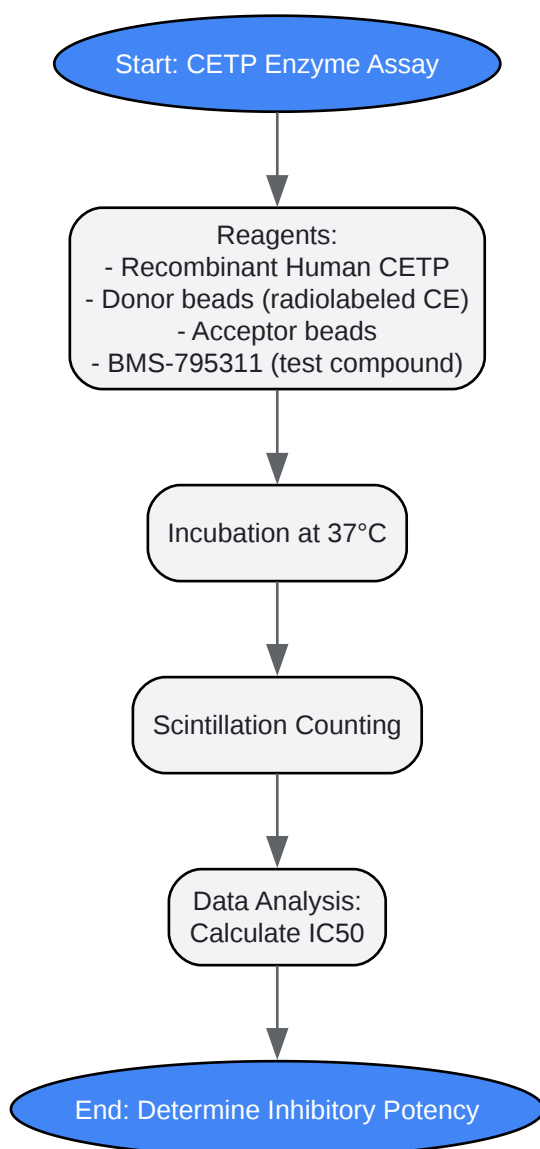 Start: CETP Enzyme Assay
Reagents:
- Recombinant Human CETP
- Donor beads (radiolabeled CE)
- Acceptor beads
- BMS-795311 (test compound)
Incubation at 37°C
Scintillation Counting
Data Analysis:
Calculate IC50
End: Determine Inhibitory Potency